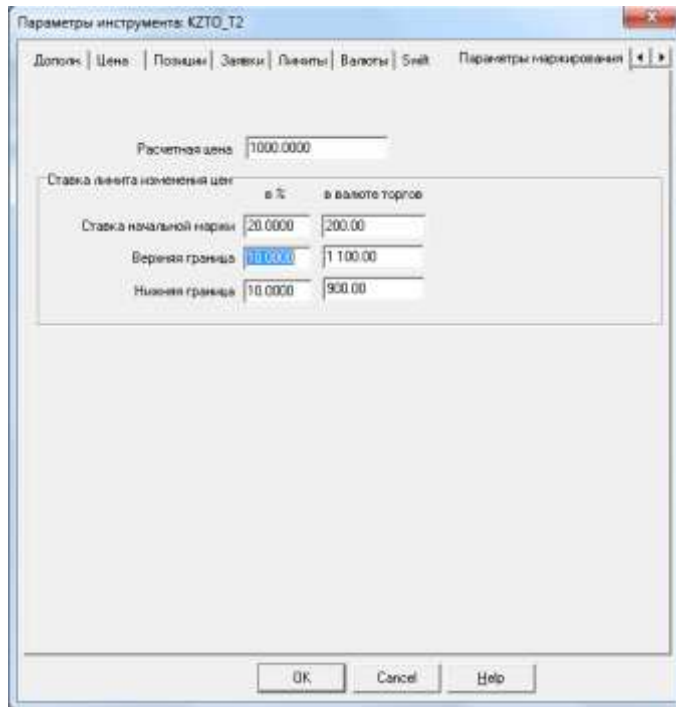 Параметры инструмента: KZTO_T2
Дополн. Цена Позиции Заявки Лимиты Валюты Swift Параметры маржирования
Расчетная цена 1000.0000
Ставка лимита изменения цен
в % в валюте торгов
Ставка начальной маржи 20.0000 200.00
Верхняя граница 10.0000 1 100.00
Нижняя граница 10.0000 900.00
OK Cancel Help